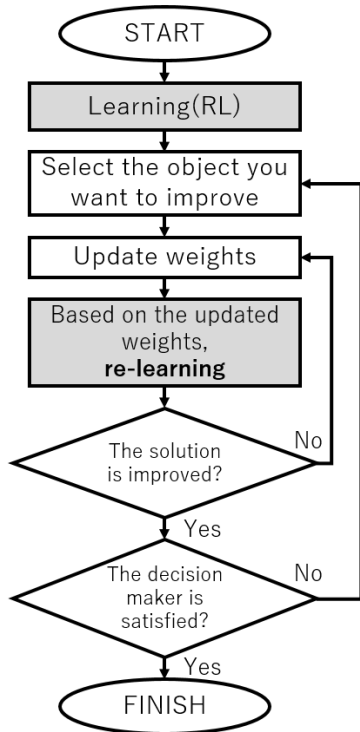 START
Learning(RL)
Select the object you
want to improve
Update weights
Based on the updated
weights,
re-learning
The solution
is improved?
No
Yes
The decision
maker is
satisfied?
No
Yes
FINISH